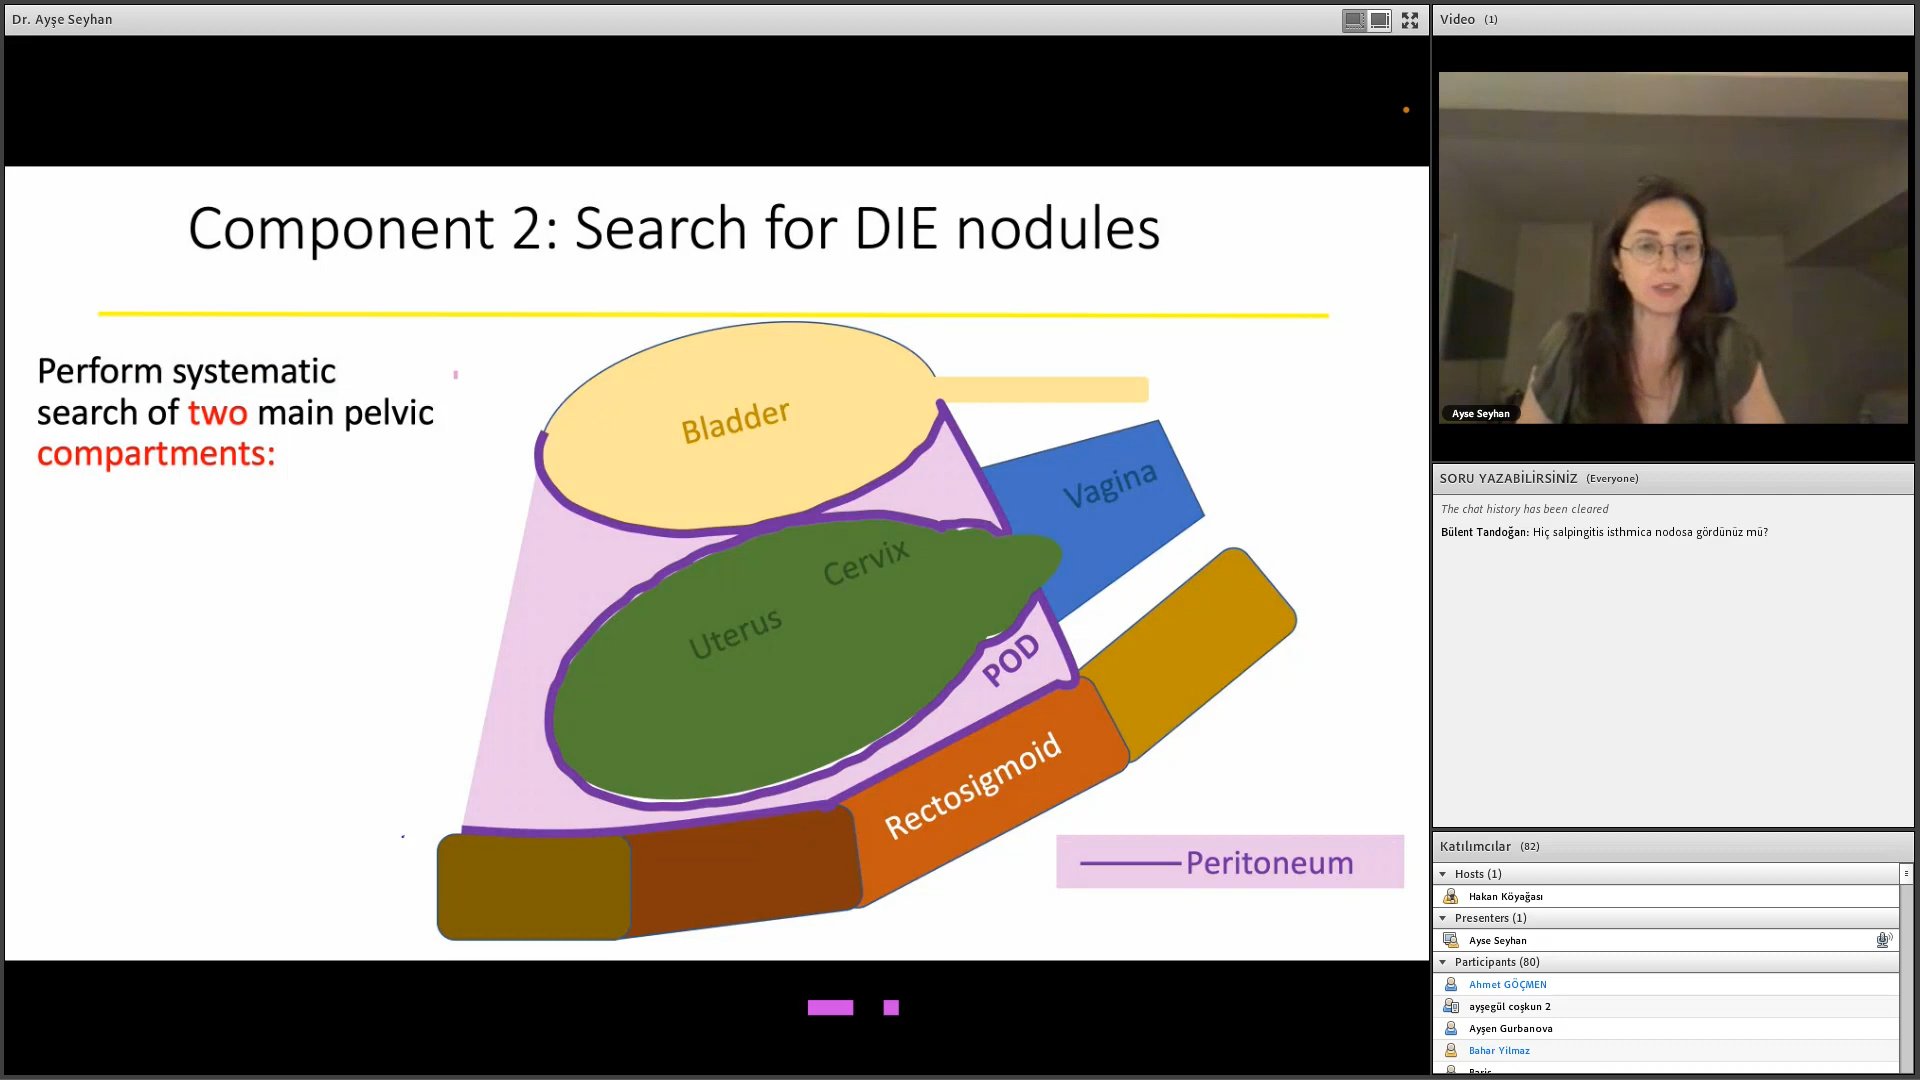 Dr. Ayşe Seyhan
Component 2: Search for DIE nodules
Perform systematic
search of two main pelvic
compartments:
Bladder
Vagina
Cervix
Uterus
POD
Rectosigmoid
Peritoneum
Video (1)
Ayse Seyhan
SORU YAZABİLİRSİNİZ (Everyone)
The chat history has been cleared
Bülent Tandoğan: Hiç salpingitis isthmica nodosa gördünüz mü?
Katılımcılar (82)
Hosts (1)
Hakan Köyağası
Presenters (1)
Ayse Seyhan
Participants (80)
Ahmet GÖÇMEN
ayşegül coşkun 2
Ayşen Gurbanova
Bahar Yilmaz